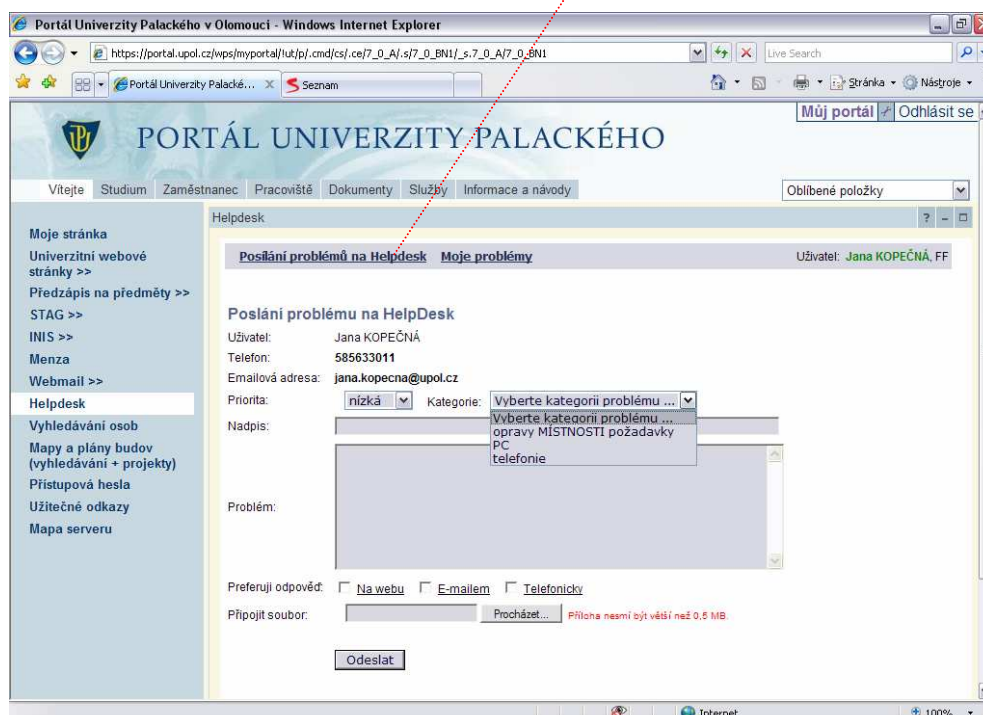 Portál Univerzity Palackého v Olomouci - Windows Internet Explorer
https://portal.upol.cz/wps/myportal/!ut/p/.cmd/cs/.ce/7_0_A/.s/7_0_BN1/_s.7_0_A/7_0_BN1
Live Search
Portál Univerzity Palacké... X Seznam
Stránka Nástroje
Můj portál Odhlásit se
PORTÁL UNIVERZITY PALACKÉHO
Vítejte Studium Zaměstnanec Pracoviště Dokumenty Služby Informace a návody
Oblíbené položky
Helpdesk ? -
Moje stránka
Univerzitní webové
stránky >>
Předzápis na předměty >>
STAG >>
INIS >>
Menza
Webmail >>
Helpdesk
Vyhledávání osob
Mapy a plány budov
(vyhledávání + projekty)
Přístupová hesla
Užitečné odkazy
Mapa serveru
Posílání problémů na Helpdesk Moje problémy
Uživatel: Jana KOPEČNÁ, FF
Poslání problému na HelpDesk
Uživatel: Jana KOPEČNÁ
Telefon: 585633011
Emailová adresa: jana.kopecna@upol.cz
Priorita: nízká Kategorie: Vyberte kategorii problému ...
Vyberte kategorii problému ...
opravy MÍSTNOSTI požadavky
PC
telefonie
Nadpis:
Problém:
Preferuji odpověď: Na webu E-mailem Telefonicky
Připojit soubor: Procházet... Příloha nesmí být větší než 0,5 MB.
Odeslat
Internet 100%